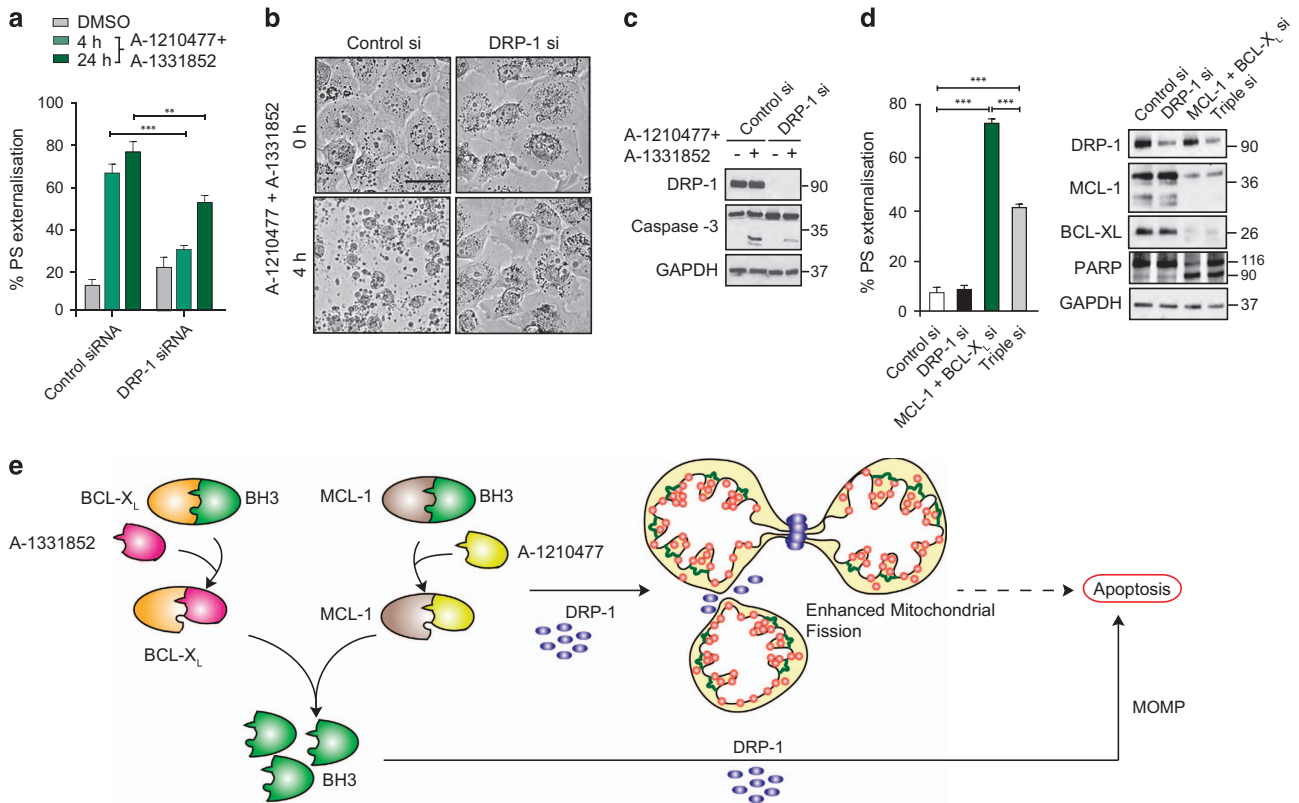 a
DMSO
4 h
24 h
A-1210477+
A-1331852
% PS externalisation
100
80
60
40
20
0
**
***
Control siRNA
DRP-1 siRNA
b
Control si
DRP-1 si
A-1210477 + A-1331852
0 h
4 h
c
Control si
DRP-1 si
A-1210477+
A-1331852
- + - +
DRP-1
90
Caspase -3
35
GAPDH
37
d
% PS externalisation
80
60
40
20
0
***
*** ***
Control si
DRP-1 si
MCL-1 + BCL-XL si
Triple si
Control si
DRP-1 si
MCL-1 + BCL-XL si
Triple si
DRP-1
90
MCL-1
36
BCL-XL
26
PARP
116
90
GAPDH
37
e
BCL-XL
BH3
A-1331852
BCL-XL
MCL-1
BH3
A-1210477
MCL-1
BH3
DRP-1
Enhanced Mitochondrial
Fission
Apoptosis
MOMP
DRP-1